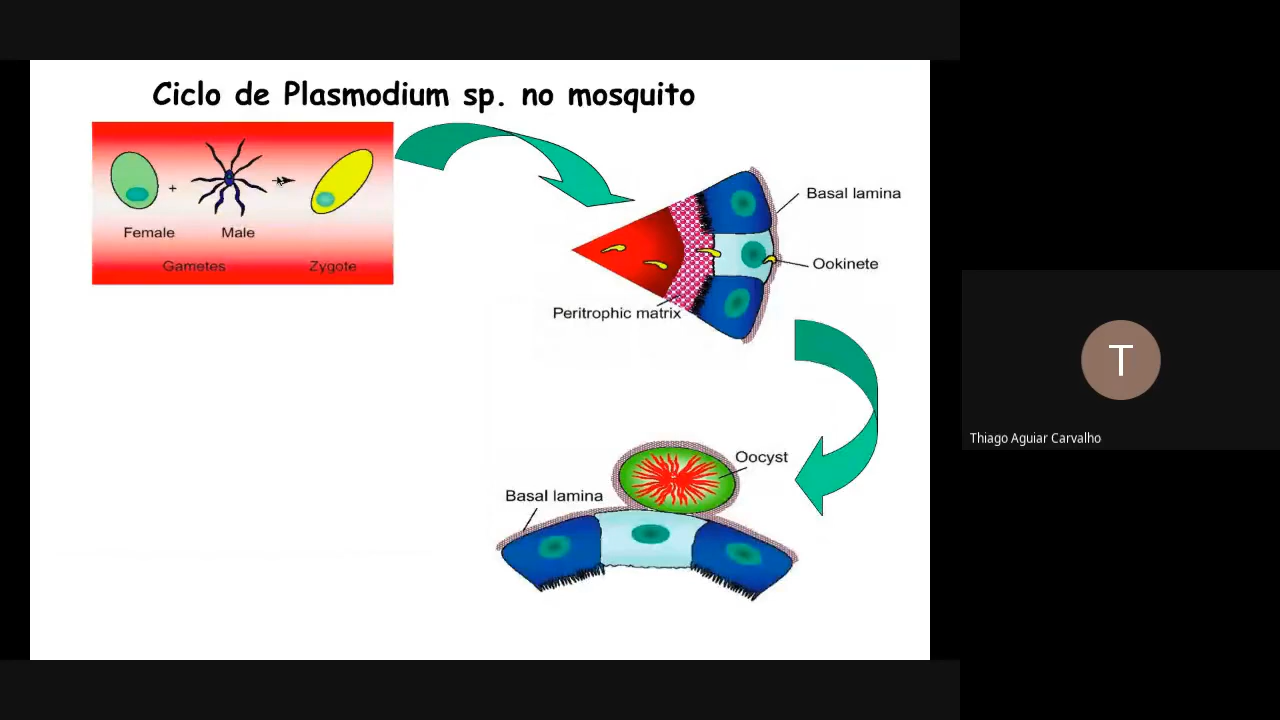 Ciclo de Plasmodium sp. no mosquito
+
Female Male
Gametes Zygote
Basal lamina
Ookinete
Peritrophic matrix
Oocyst
Basal lamina
T
Thiago Aguiar Carvalho